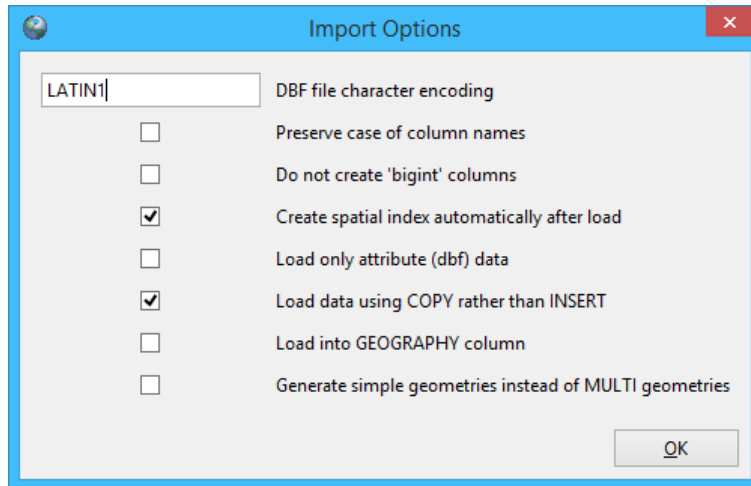 Import Options
LATIN1 DBF file character encoding
Preserve case of column names
Do not create 'bigint' columns
Create spatial index automatically after load
Load only attribute (dbf) data
Load data using COPY rather than INSERT
Load into GEOGRAPHY column
Generate simple geometries instead of MULTI geometries
OK